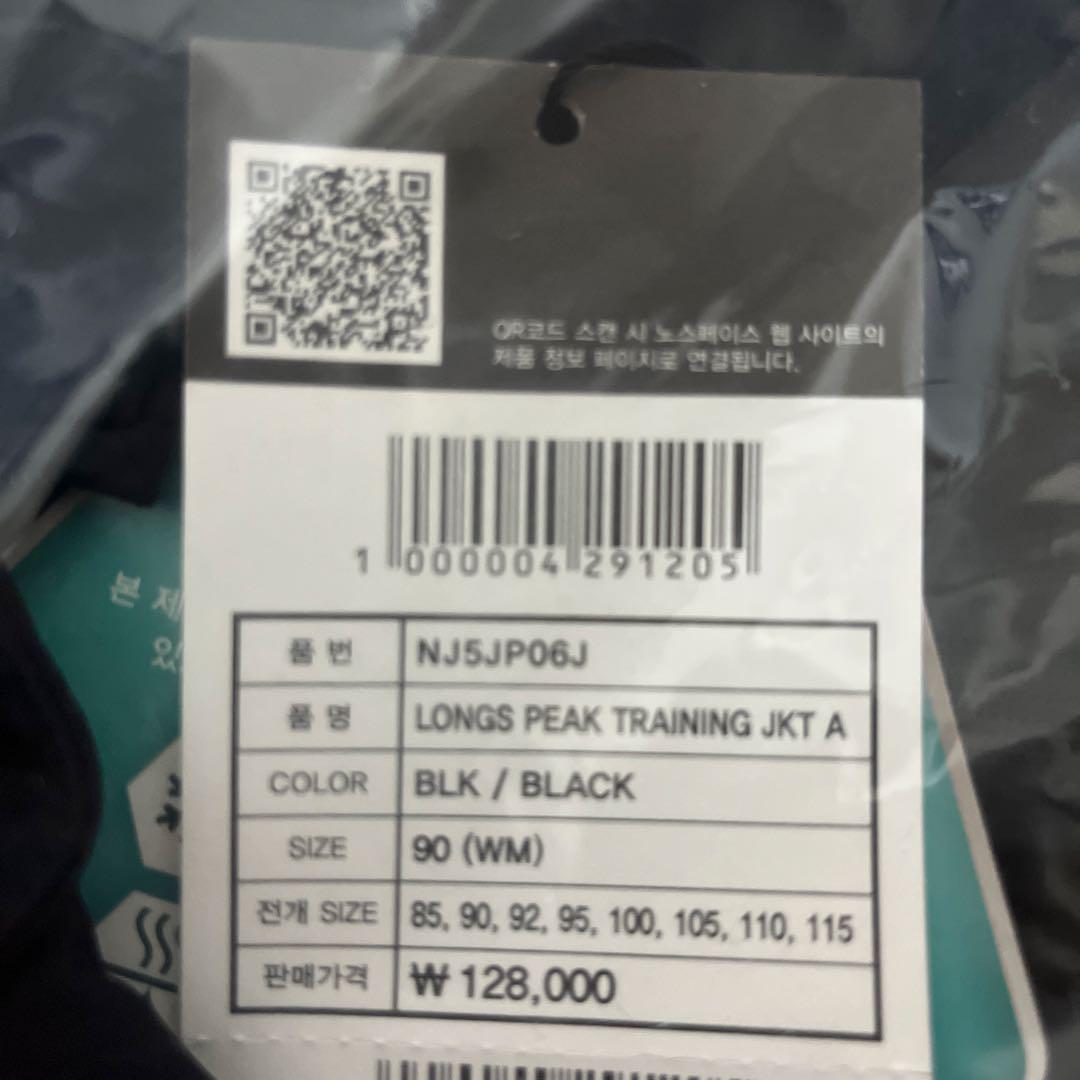 QR코드 스캔 시 노스페이스 웹 사이트의
제품 정보 페이지로 연결됩니다.
1 000004 291205
품 번 NJ5JP06J
품 명 LONGS PEAK TRAINING JKT A
COLOR BLK / BLACK
SIZE 90 (WM)
전개 SIZE 85, 90, 92, 95, 100, 105, 110, 115
판매가격 ₩ 128,000
본 제
있